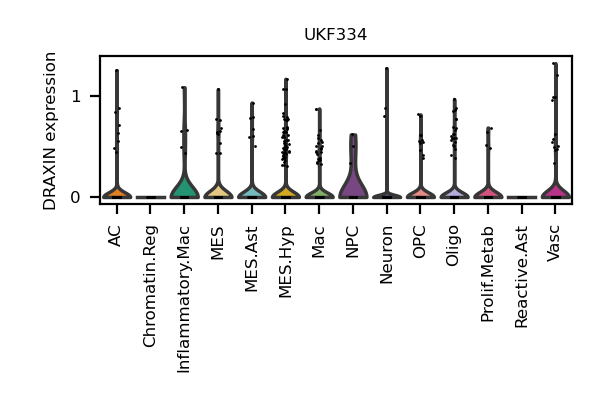 UKF334
DRAXIN expression
1
0
AC
Chromatin.Reg
Inflammatory.Mac
MES
MES.Ast
MES.Hyp
Mac
NPC
Neuron
OPC
Oligo
Prolif.Metab
Reactive.Ast
Vasc